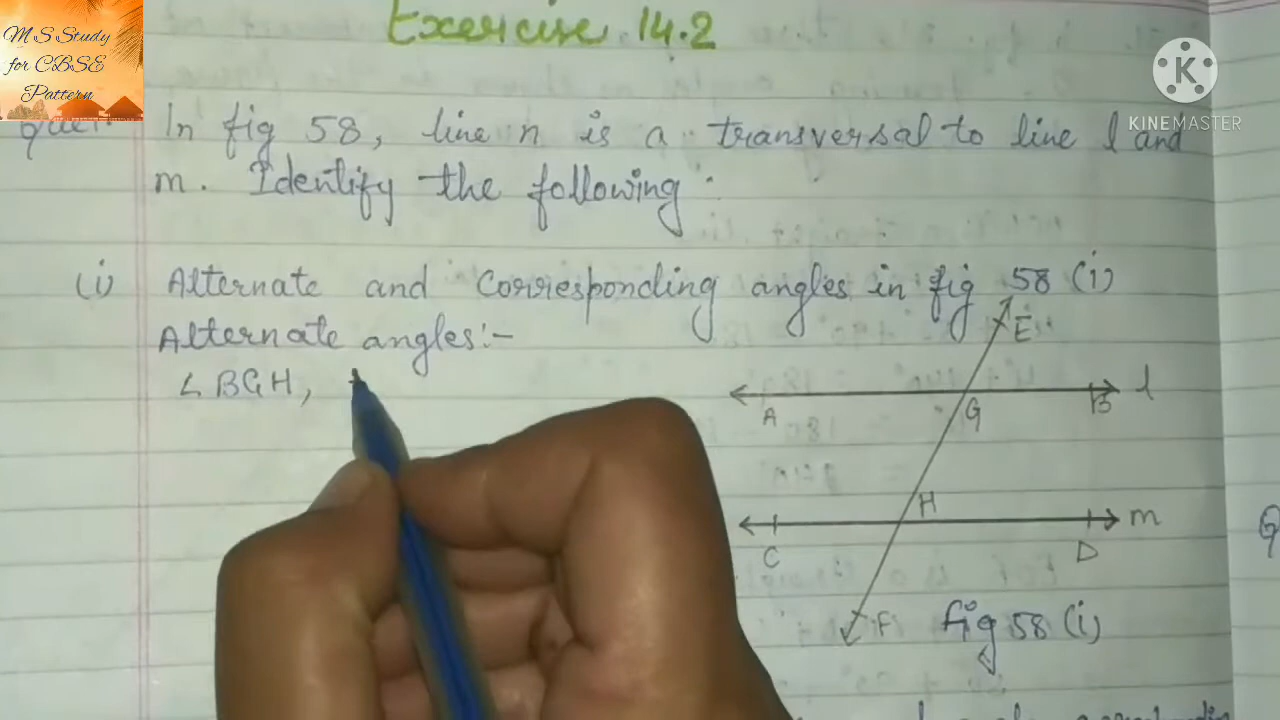 M S Study
for CBSE
Pattern
KINEMASTER
Exercise 14.2
In fig 58, line n is a transversal to line l and
m. Identify the following:
(i) Alternate and Corresponding angles in fig 58 (i)
Alternate angles:-
∠BGH,
E
A G B l
H
C D m
F fig 58 (i)